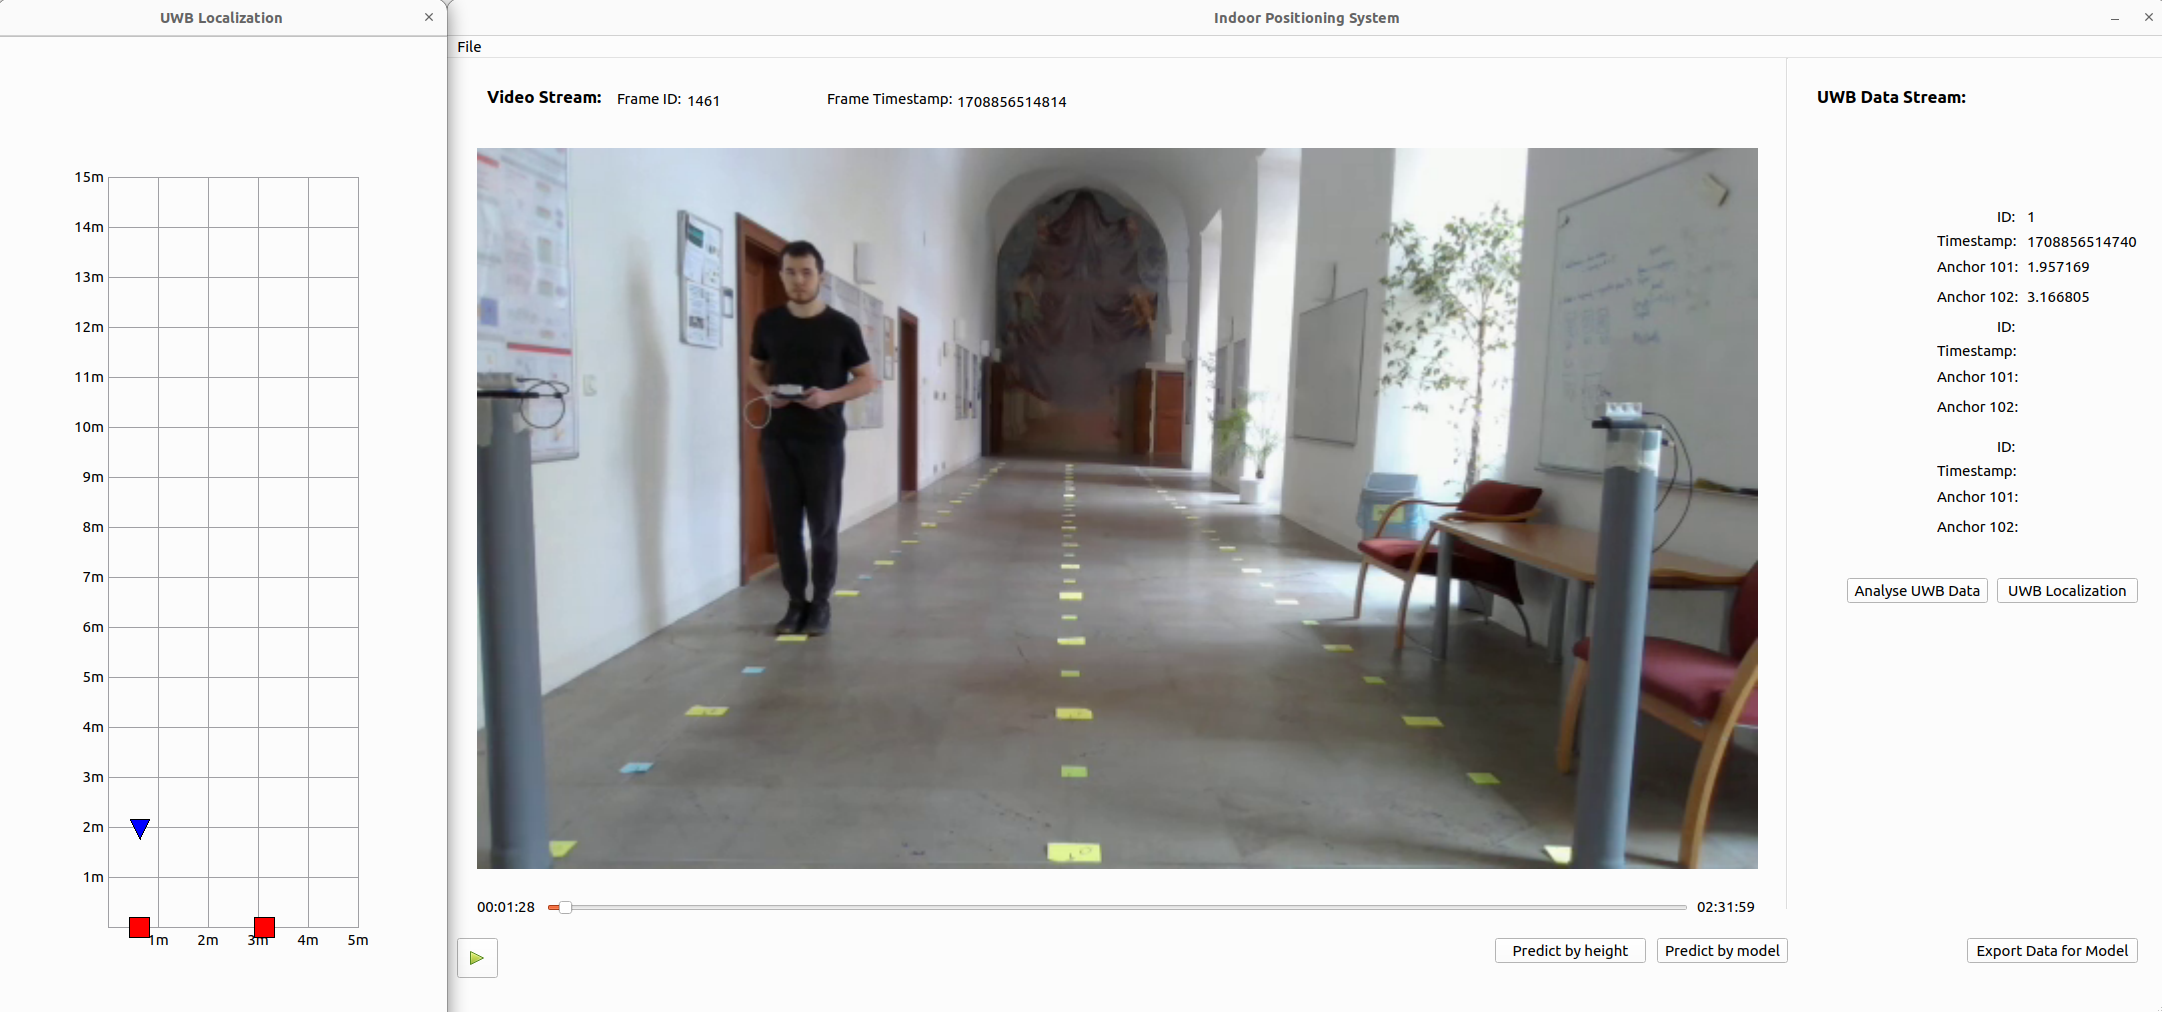 UWB Localization
15m
14m
13m
12m
11m
10m
9m
8m
7m
6m
5m
4m
3m
2m
1m
1m 2m 3m 4m 5m
Indoor Positioning System
File
Video Stream: Frame ID: 1461 Frame Timestamp: 1708856514814
00:01:28 02:31:59
Predict by height Predict by model
UWB Data Stream:
ID: 1
Timestamp: 1708856514740
Anchor 101: 1.957169
Anchor 102: 3.166805
ID:
Timestamp:
Anchor 101:
Anchor 102:
ID:
Timestamp:
Anchor 101:
Anchor 102:
Analyse UWB Data UWB Localization
Export Data for Model